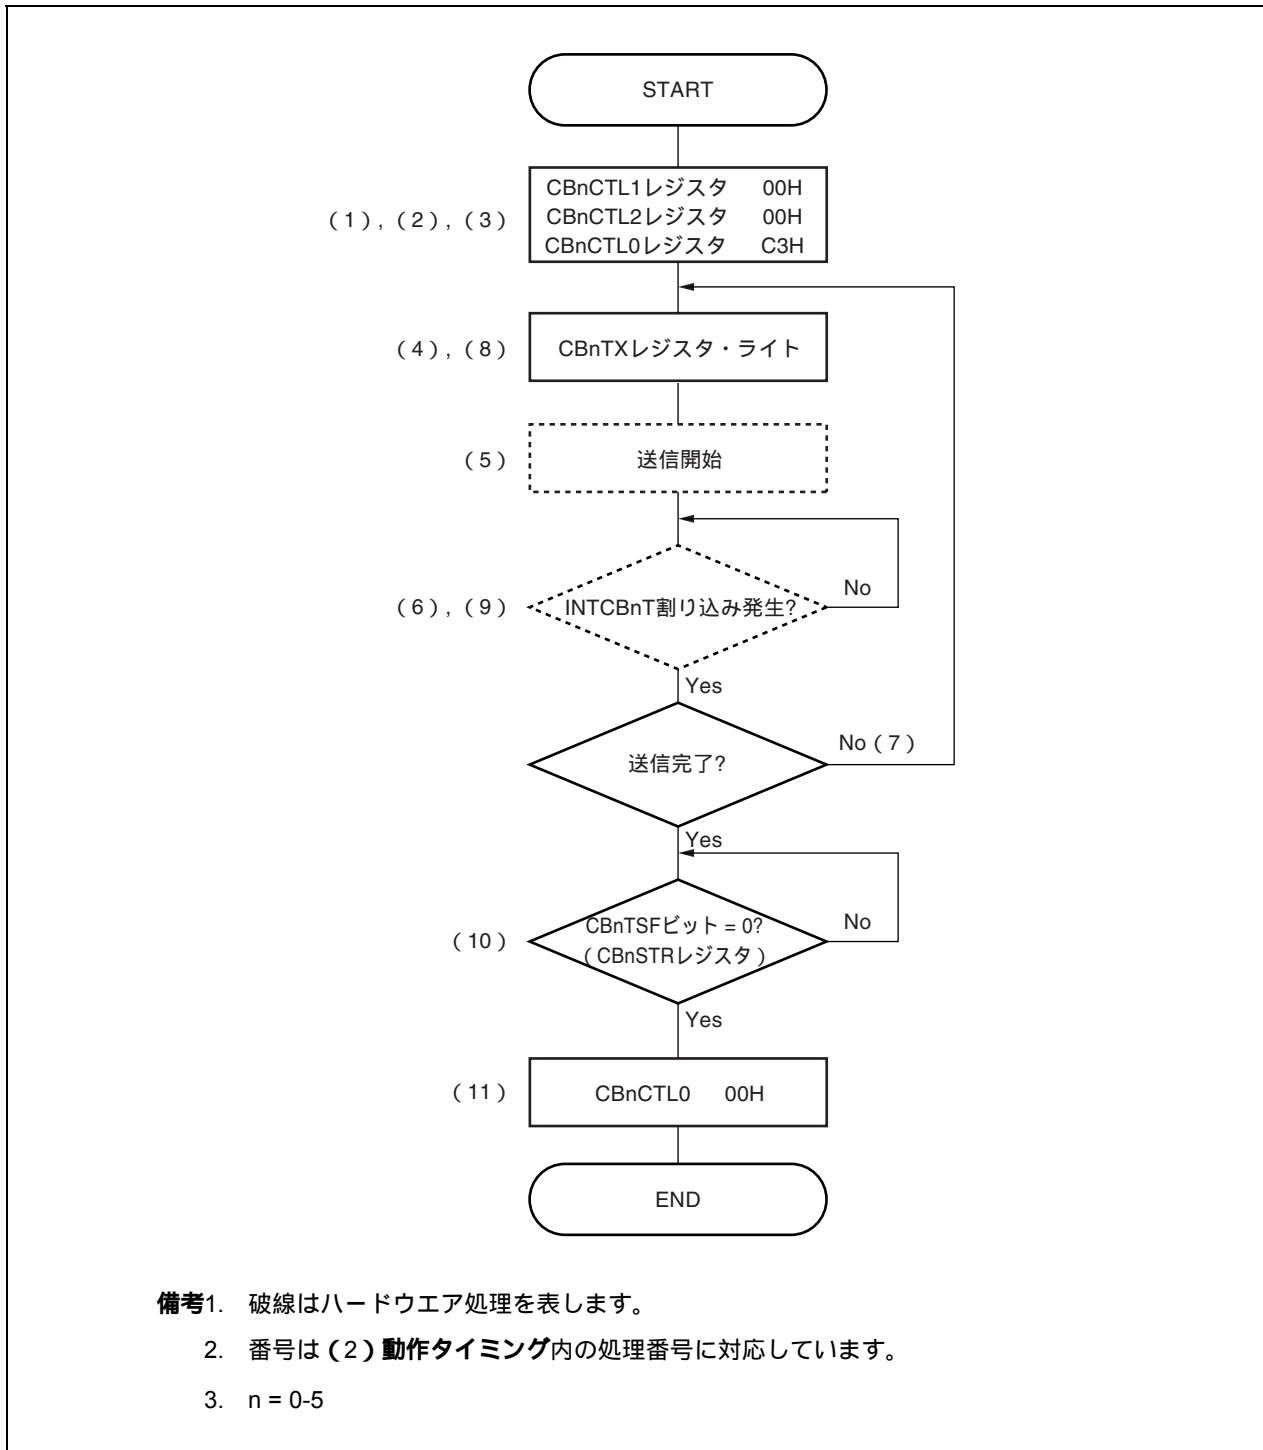 START
CBnCTL1レジスタ 00H
CBnCTL2レジスタ 00H
(1), (2), (3)
CBnCTL0レジスタ C3H
(4), (8)
CBnTXレジスタ・ライト
(5)
送信開始
(6), (9)
INTCBnT割り込み発生?
No
Yes
送信完了?
No(7)
Yes
(10)
CBnTSFビット = 0?
(CBnSTRレジスタ)
No
Yes
(11)
CBnCTL0 00H
END
備考1. 破線はハードウエア処理を表します。
2. 番号は(2)動作タイミング内の処理番号に対応しています。
3. n = 0-5